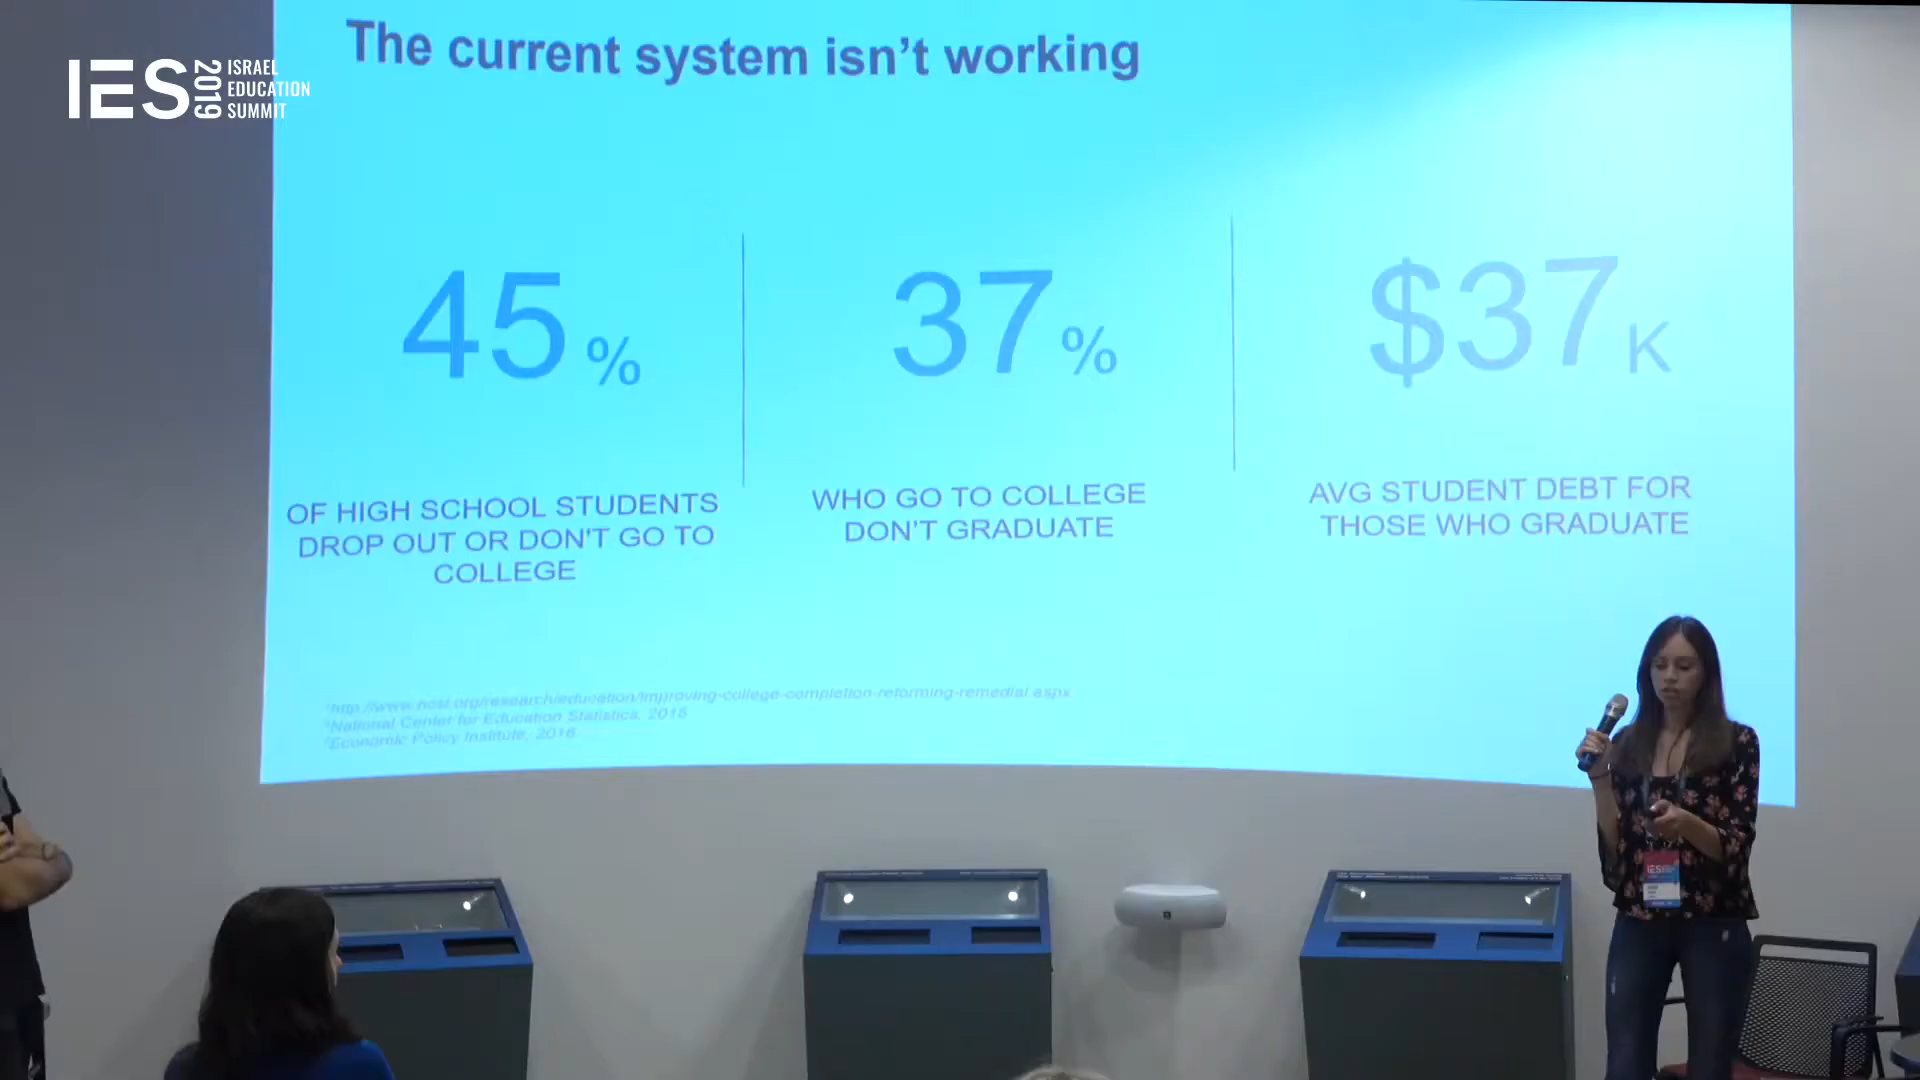 IES 2019 ISRAEL
EDUCATION
SUMMIT
The current system isn't working
45 %
OF HIGH SCHOOL STUDENTS
DROP OUT OR DON'T GO TO
COLLEGE
37 %
WHO GO TO COLLEGE
DON'T GRADUATE
$37 K
AVG STUDENT DEBT FOR
THOSE WHO GRADUATE
http://www.ncsl.org/research/education/improving-college-completion-reforming-remedial.aspx
National Center for Education Statistics, 2015
Economic Policy Institute, 2016
IES